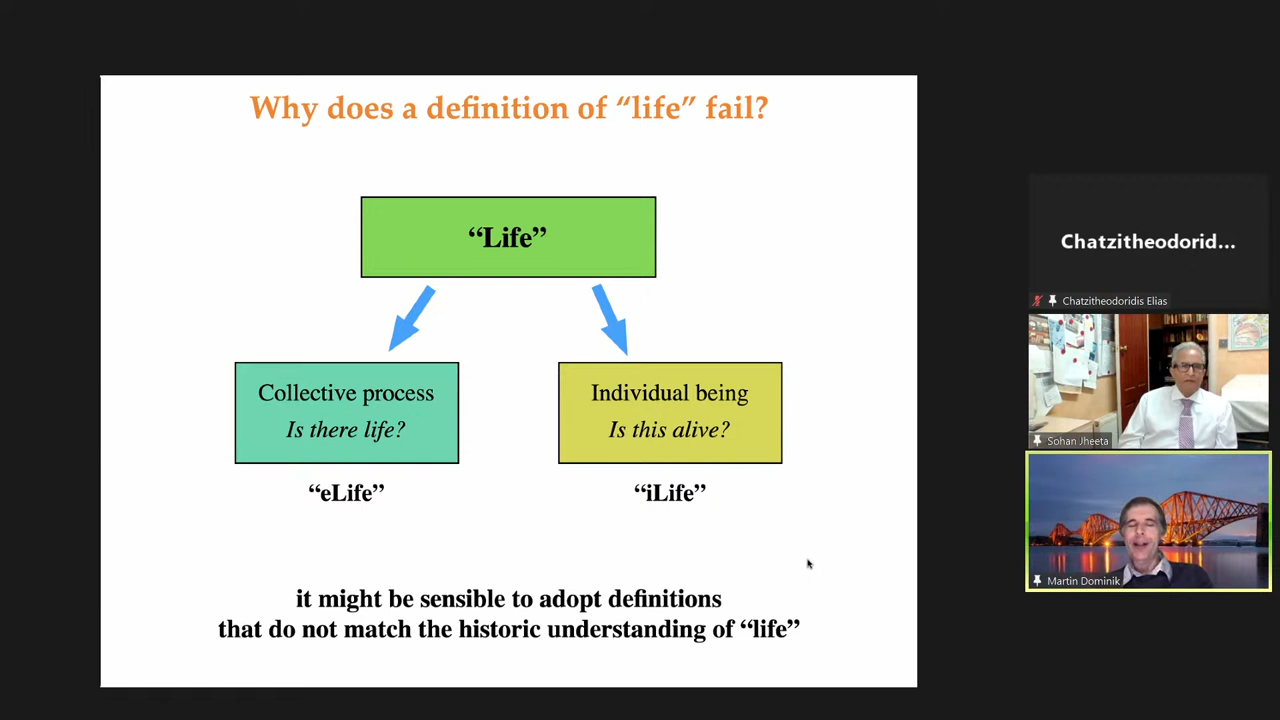 Why does a definition of “life” fail?
“Life”
Collective process
Is there life?
Individual being
Is this alive?
“eLife”
“iLife”
it might be sensible to adopt definitions
that do not match the historic understanding of “life”
Chatzitheodorid...
Chatzitheodoridis Elias
Sohan Jheeta
Martin Dominik